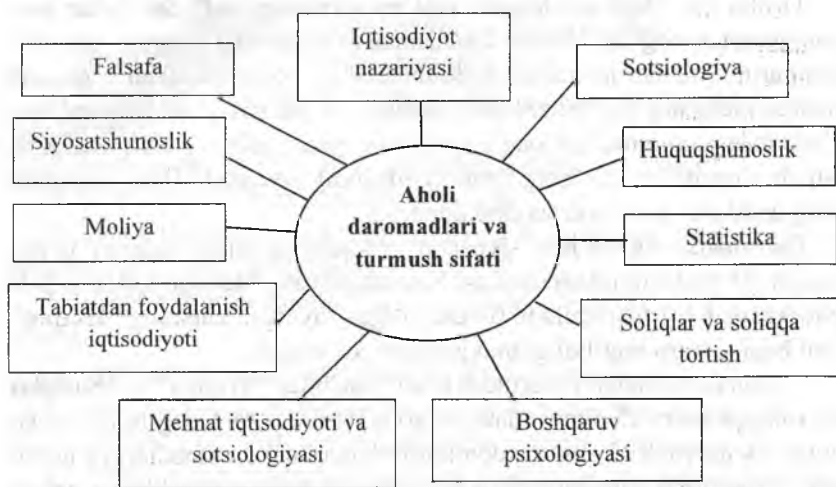 Iqtisodiyot
nazariyasi
Falsafa
Sotsiologiya
Siyosatshunoslik
Huquqshunoslik
Aholi
daromadlari va
turmush sifati
Moliya
Statistika
Tabiatdan foydalanish
iqtisodiyoti
Soliqlar va soliqqa
tortish
Mehnat iqtisodiyoti va
sotsiologiyasi
Boshqaruv
psixologiyasi